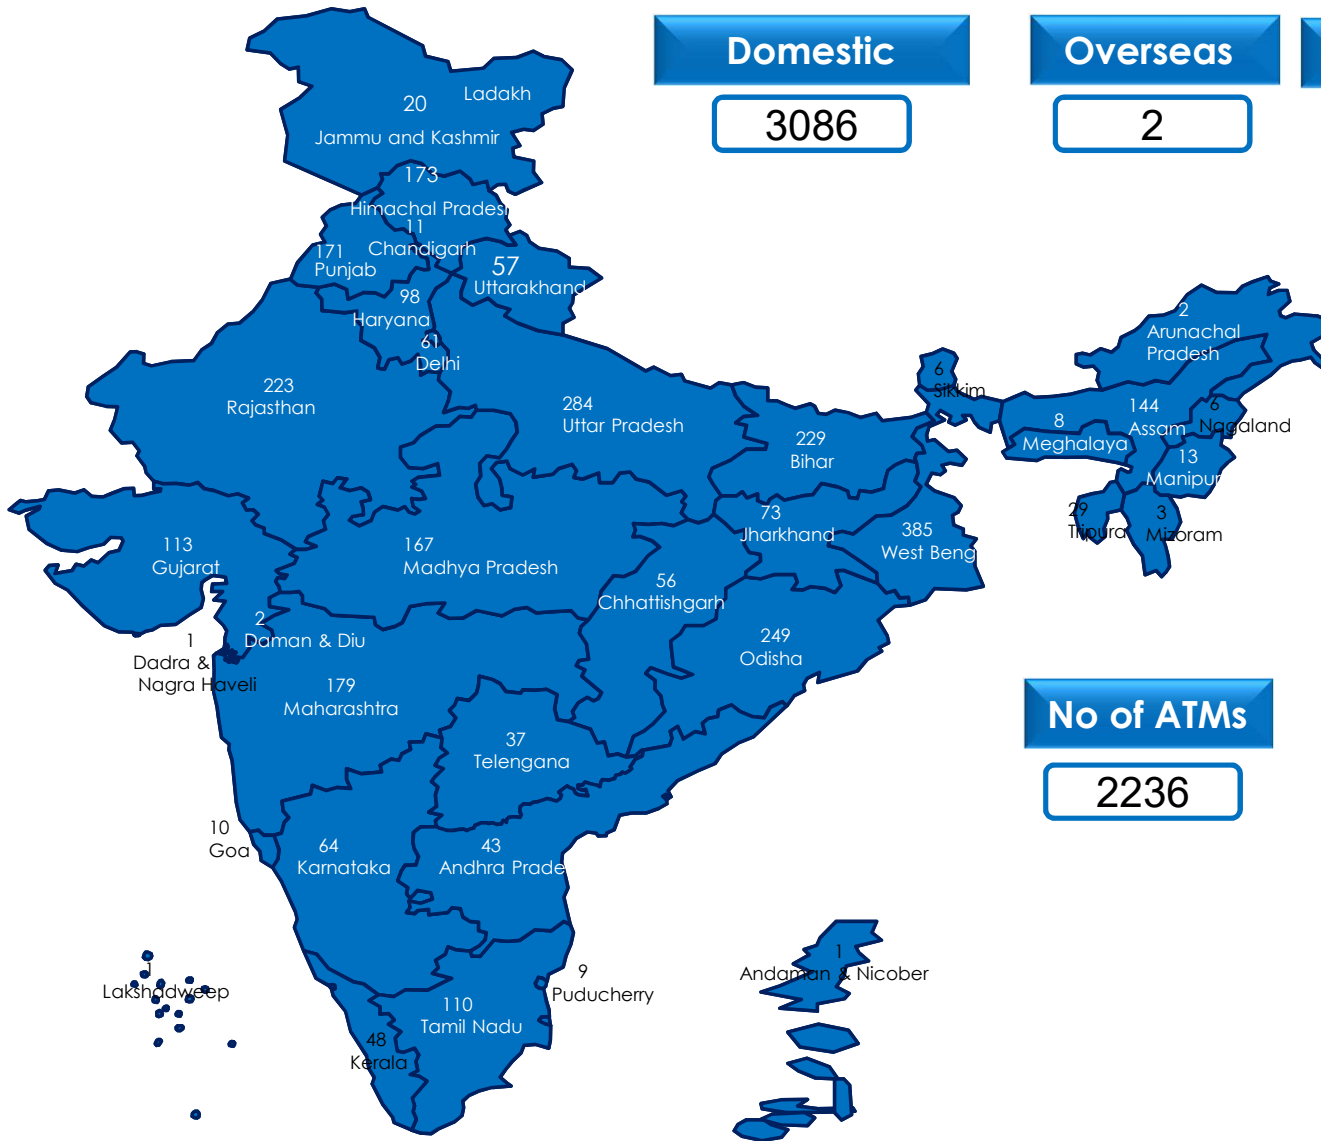 Domestic
Overseas
3086
2
20
Ladakh
Jammu and Kashmir
173
Himachal Pradesh
11
Chandigarh
171
Punjab
57
Uttarakhand
98
Haryana
61
Delhi
2
Arunachal
Pradesh
6
Sikkim
223
Rajasthan
284
Uttar Pradesh
229
Bihar
144
Assam
6
Nagaland
8
Meghalaya
13
Manipur
29
Tripura
3
Mizoram
73
Jharkhand
385
West Beng
113
Gujarat
167
Madhya Pradesh
56
Chhattishgarh
2
Daman & Diu
1
Dadra &
Nagra Haveli
249
Odisha
179
Maharashtra
No of ATMs
2236
37
Telengana
10
Goa
64
Karnataka
43
Andhra Prade
1
Lakshadweep
9
Puducherry
1
Andaman & Nicober
110
Tamil Nadu
48
Kerala